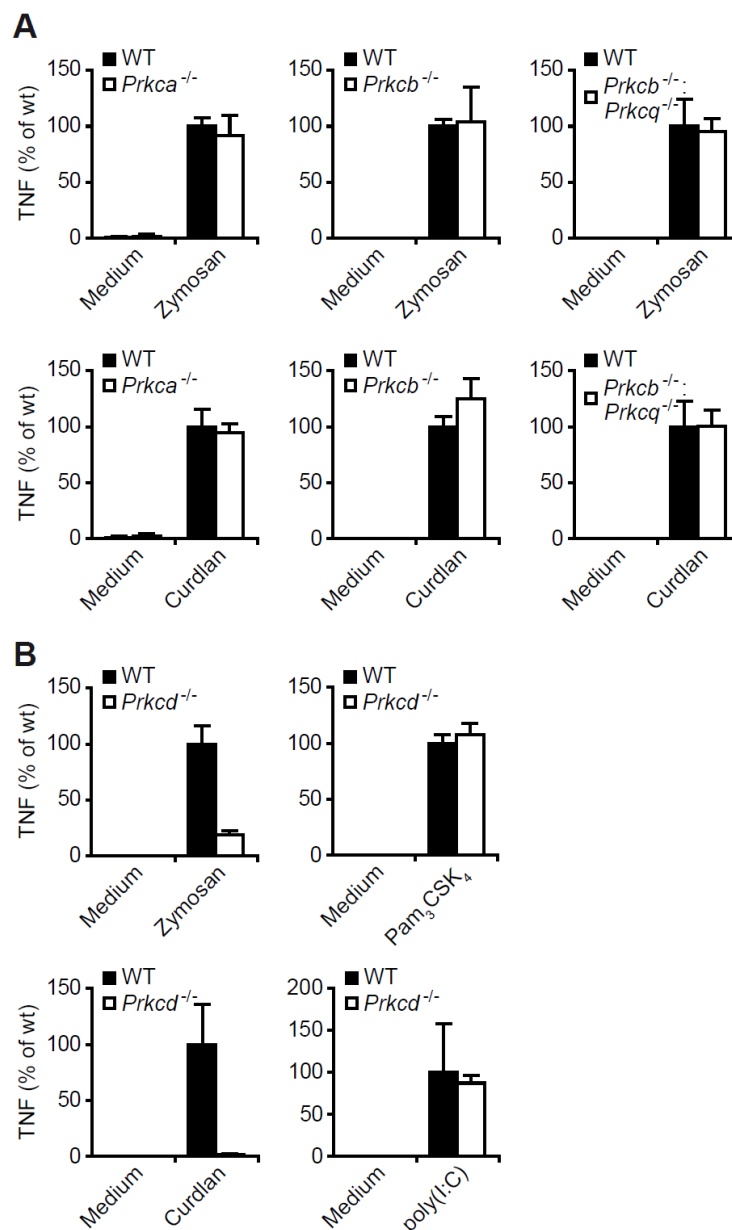 A
WT
Prkca -/-
TNF (% of wt)
150
100
50
0
Medium
Zymosan
WT
Prkcb -/-
150
100
50
0
Medium
Zymosan
WT
Prkcb -/- :
Prkcq -/-
150
100
50
0
Medium
Zymosan
WT
Prkca -/-
TNF (% of wt)
150
100
50
0
Medium
Curdlan
WT
Prkcb -/-
150
100
50
0
Medium
Curdlan
WT
Prkcb -/- :
Prkcq -/-
150
100
50
0
Medium
Curdlan
B
WT
Prkcd -/-
TNF (% of wt)
150
100
50
0
Medium
Zymosan
WT
Prkcd -/-
150
100
50
0
Medium
Pam3CSK4
WT
Prkcd -/-
TNF (% of wt)
150
100
50
0
Medium
Curdlan
WT
Prkcd -/-
200
150
100
50
0
Medium
poly(I:C)